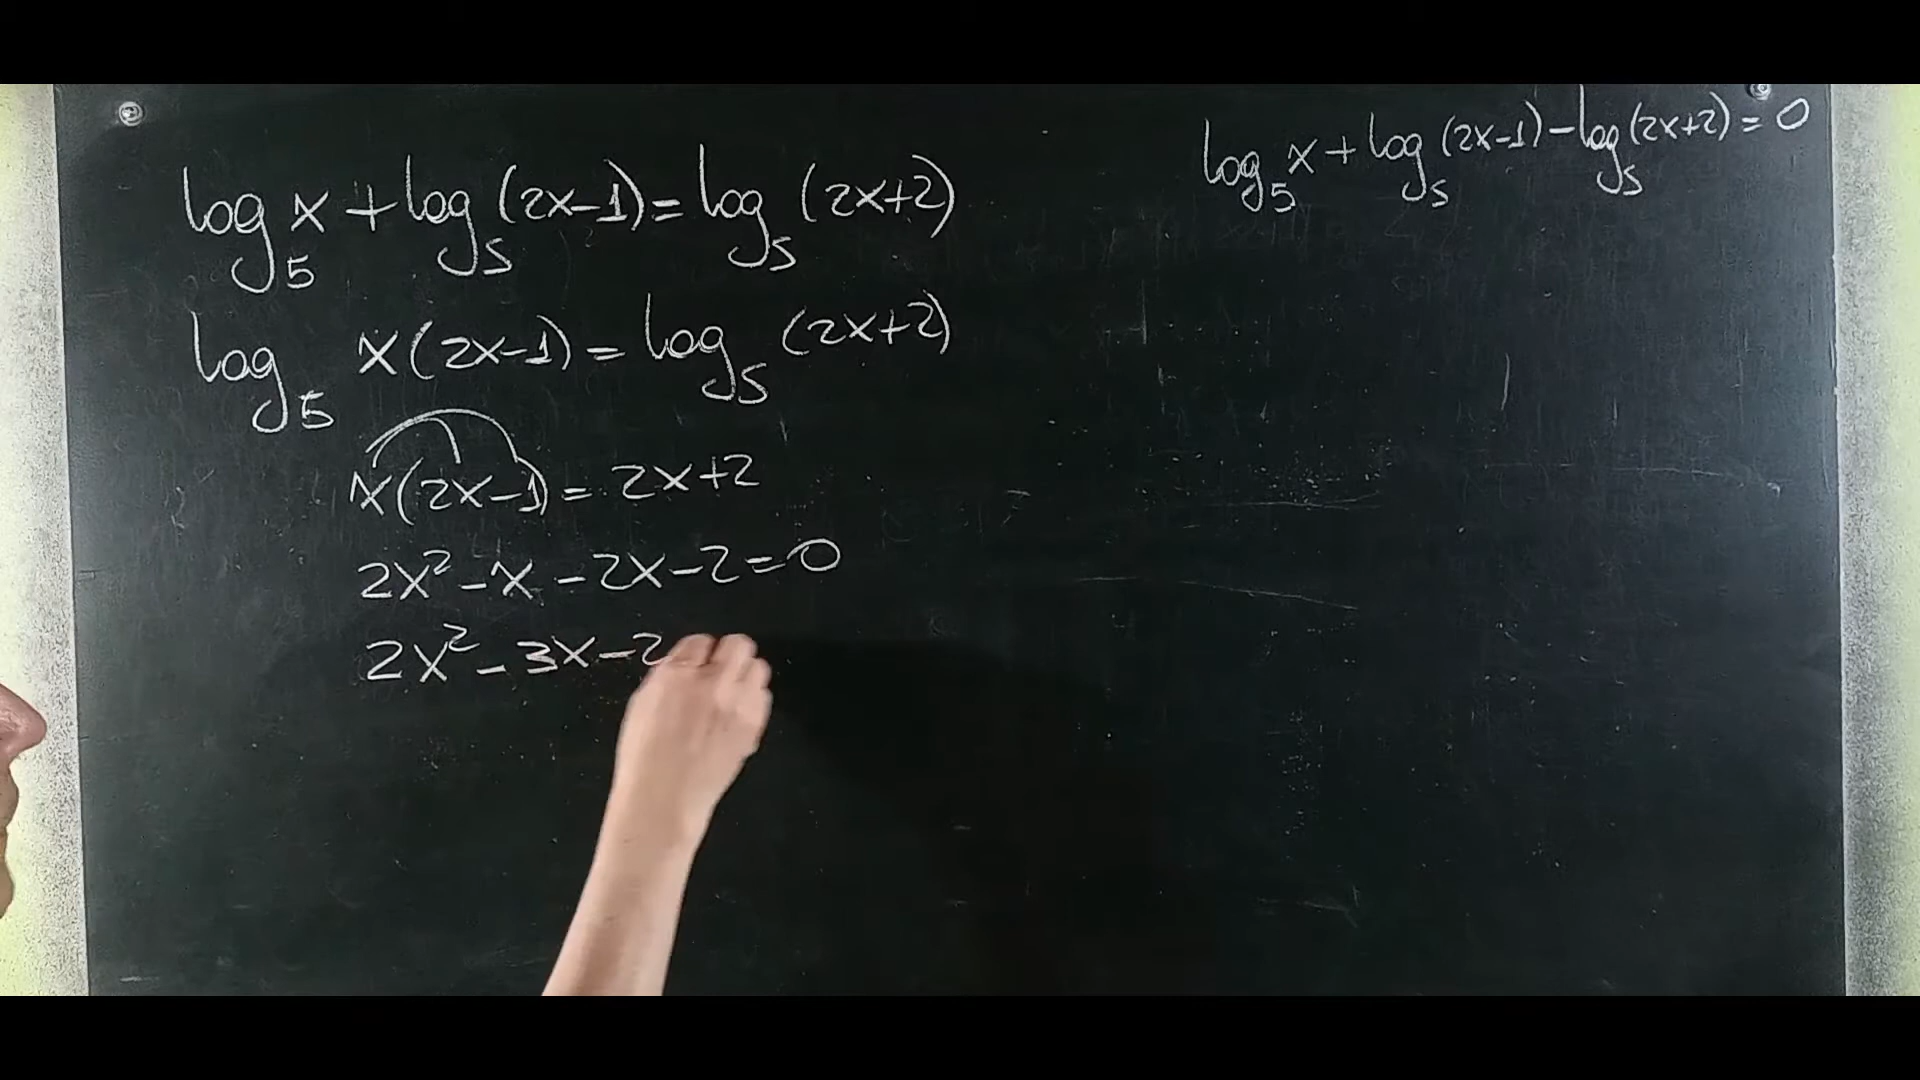 log₅ x + log₅ (2x-1) - log₅ (2x+2) = 0
log₅ x + log₅ (2x-1) = log₅ (2x+2)
log₅ x(2x-1) = log₅ (2x+2)
x(2x-1) = 2x+2
2x² - x - 2x - 2 = 0
2x² - 3x - 2